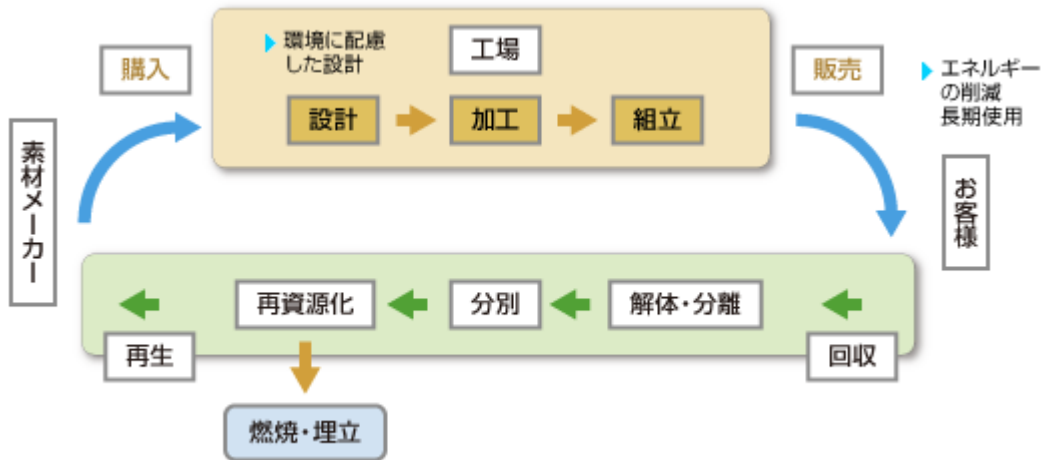 環境に配慮
した設計
工場
購入
販売
エネルギー
の削減
長期使用
設計
加工
組立
素材メーカー
お客様
再資源化
分別
解体・分離
再生
回収
燃焼・埋立